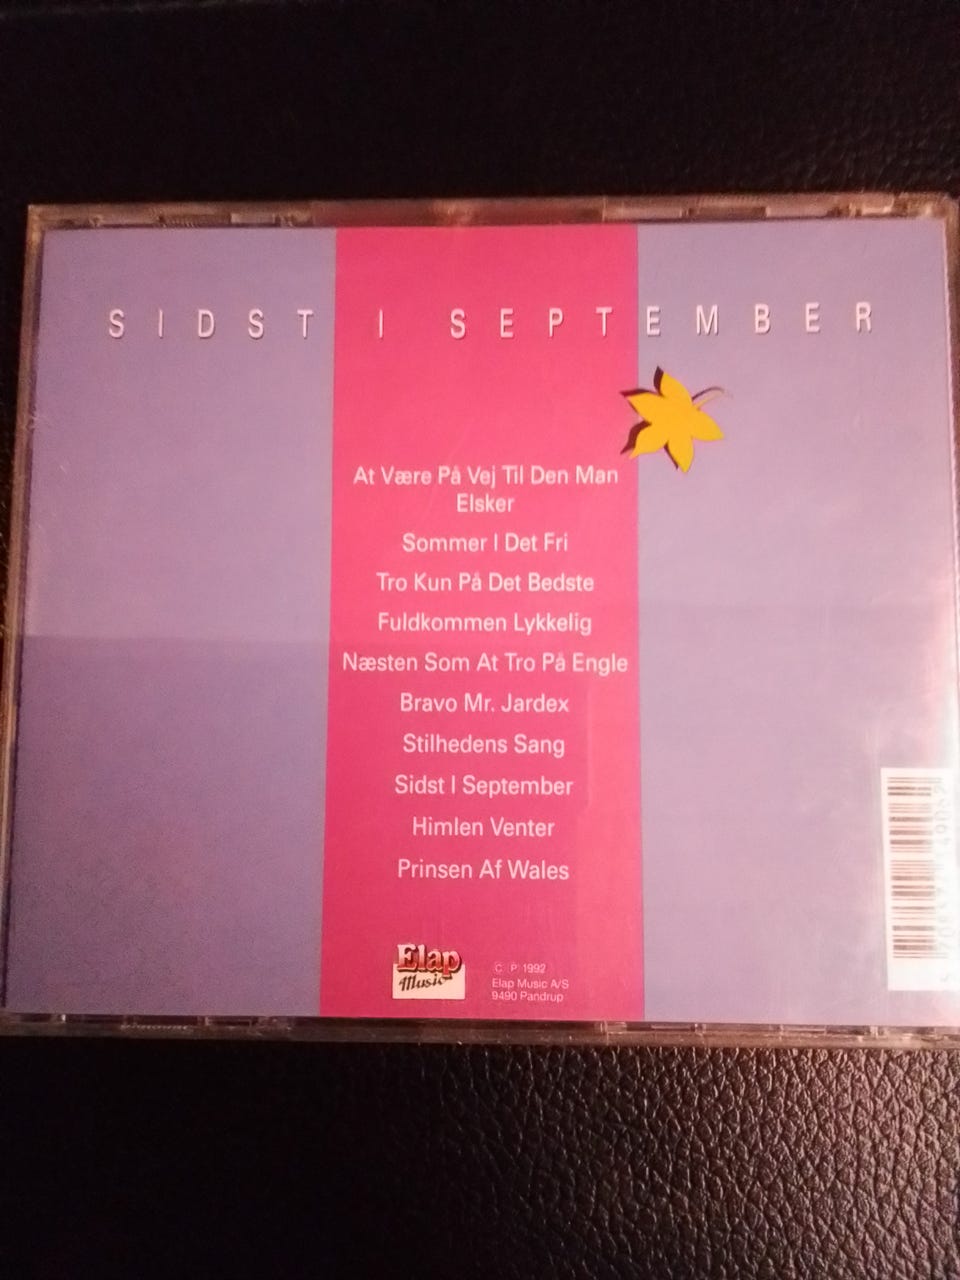 SIDST I SEPTEMBER
At Være På Vej Til Den Man
Elsker
Sommer I Det Fri
Tro Kun På Det Bedste
Fuldkommen Lykkelig
Næsten Som At Tro På Engle
Bravo Mr. Jardex
Stilhedens Sang
Sidst I September
Himlen Venter
Prinsen Af Wales
Elap
Music
© ℗ 1992
Elap Music A/S
9490 Pandrup